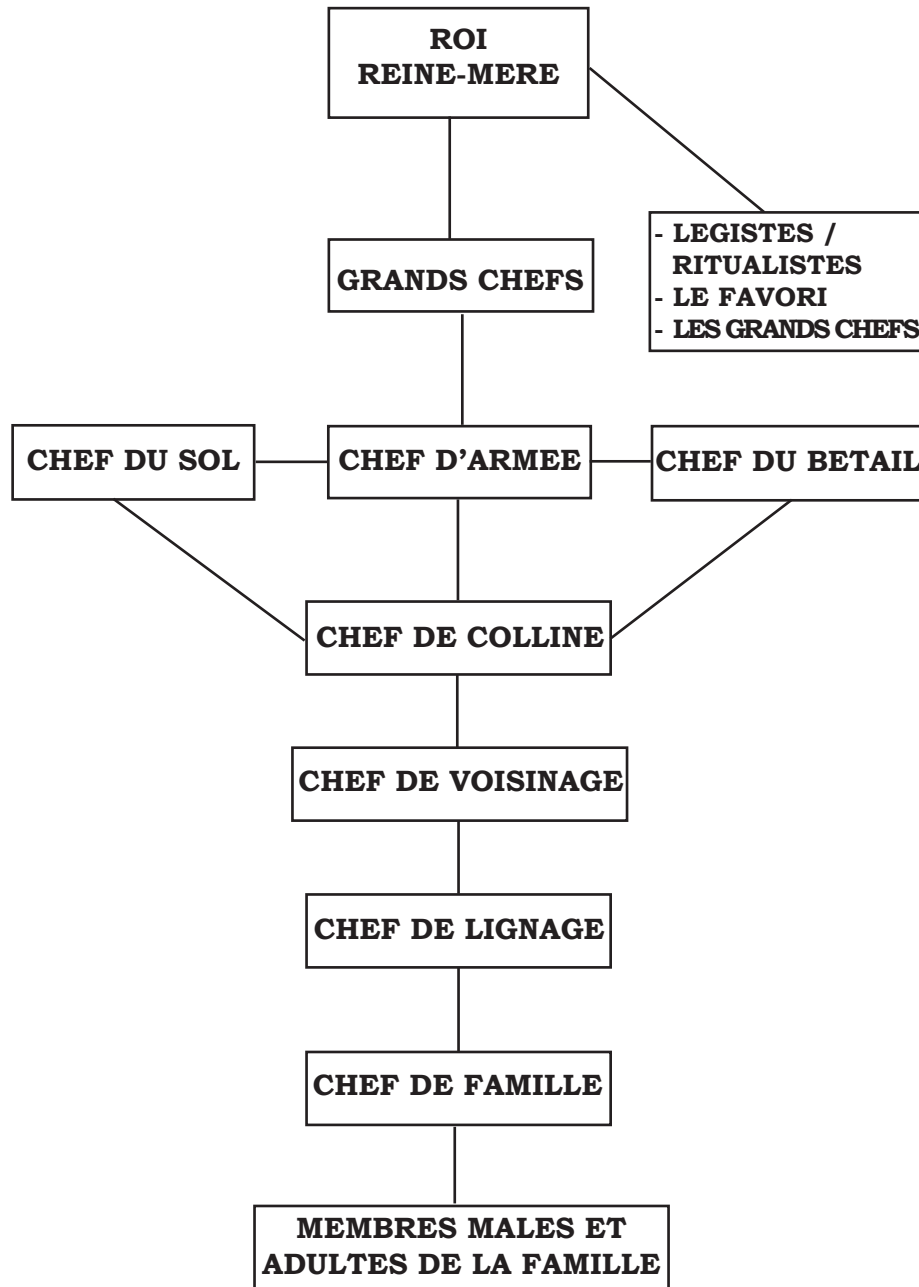 ROI
REINE-MERE
- LEGISTES /
RITUALISTES
- LE FAVORI
- LES GRANDS CHEFS
GRANDS CHEFS
CHEF DU SOL
CHEF D'ARMEE
CHEF DU BETAIL
CHEF DE COLLINE
CHEF DE VOISINAGE
CHEF DE LIGNAGE
CHEF DE FAMILLE
MEMBRES MALES ET
ADULTES DE LA FAMILLE